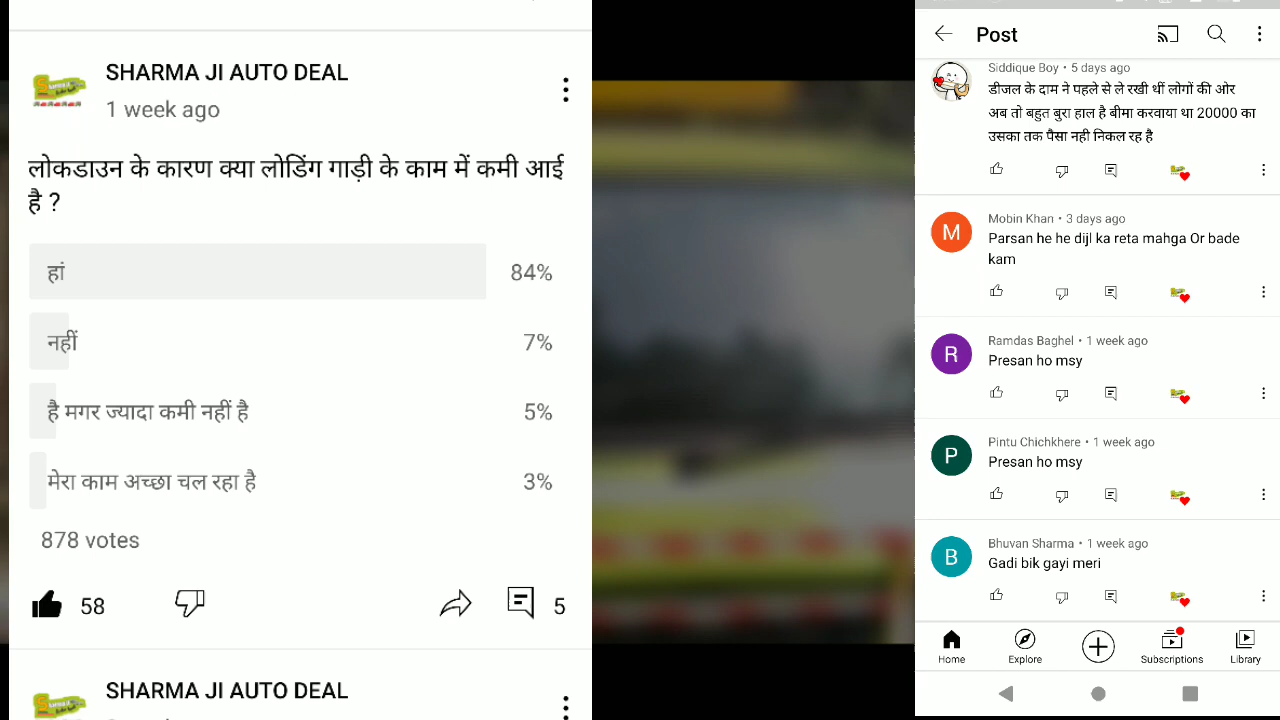 SHARMA JI AUTO DEAL
1 week ago
लोकडाउन के कारण क्या लोडिंग गाड़ी के काम में कमी आई
है ?
हां 84%
नहीं 7%
है मगर ज्यादा कमी नहीं है 5%
मेरा काम अच्छा चल रहा है 3%
878 votes
58 5
SHARMA JI AUTO DEAL
Post
Siddique Boy • 5 days ago
डीजल के दाम ने पहले से ले रखी थीं लोगों की ओर
अब तो बहुत बुरा हाल है बीमा करवाया था 20000 का
उसका तक पैसा नही निकल रह है
Mobin Khan • 3 days ago
Parsan he he dijl ka reta mahga Or bade
kam
Ramdas Baghel • 1 week ago
Presan ho msy
Pintu Chichkhere • 1 week ago
Presan ho msy
Bhuvan Sharma • 1 week ago
Gadi bik gayi meri
Home Explore Subscriptions Library